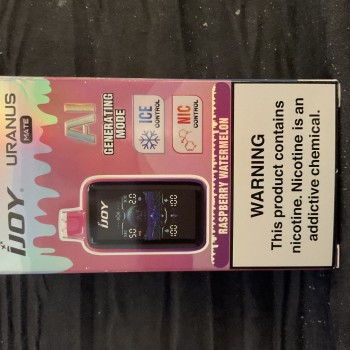 iJOY
URANUS
MATE
AI
GENERATING
MODE
ICE
CONTROL
NIC
CONTROL
iJOY
RASPBERRY WATERMELON
WARNING
This product contains
nicotine. Nicotine is an
addictive chemical.